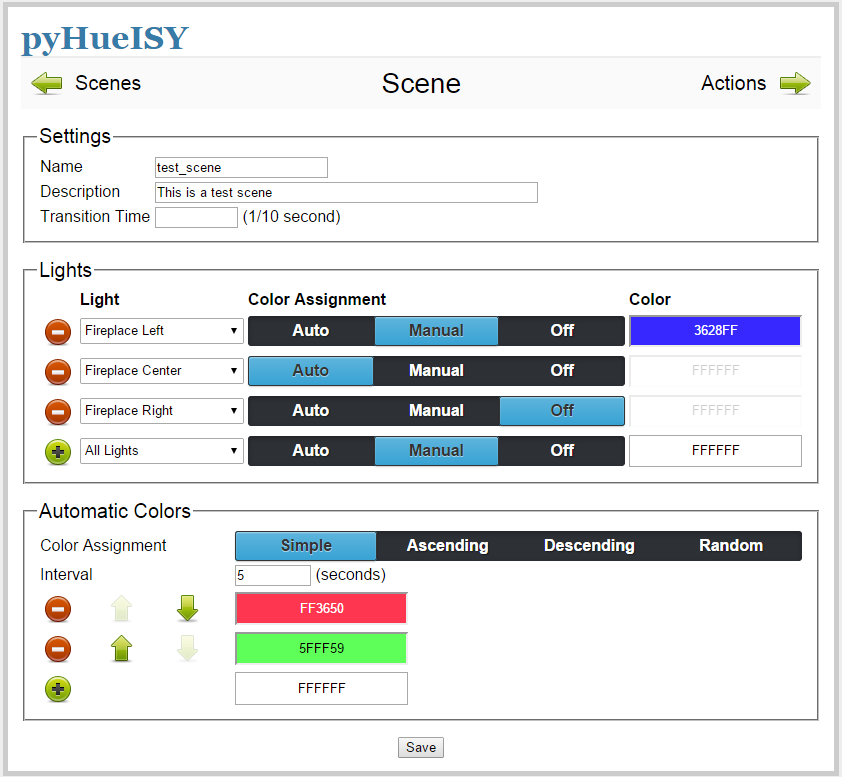 pyHueISY
Scenes Scene Actions
Settings
Name test_scene
Description This is a test scene
Transition Time (1/10 second)
Lights
Light Color Assignment Color
Fireplace Left Auto Manual Off 3628FF
Fireplace Center Auto Manual Off FFFFFF
Fireplace Right Auto Manual Off FFFFFF
All Lights Auto Manual Off FFFFFF
Automatic Colors
Color Assignment Simple Ascending Descending Random
Interval 5 (seconds)
FF3650
5FFF59
FFFFFF
Save